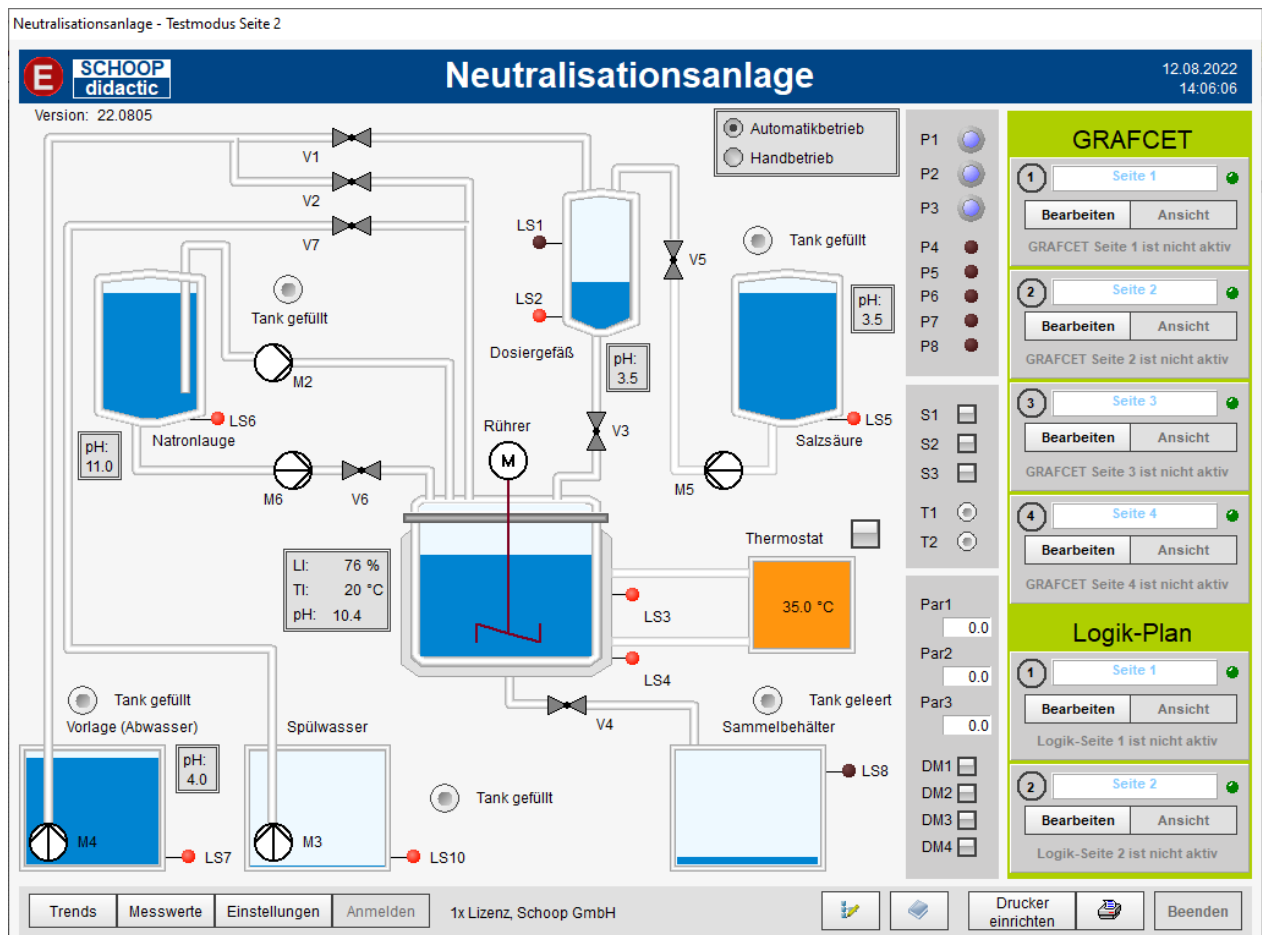 Neutralisationsanlage - Testmodus Seite 2
E
SCHOOP
didactic
Neutralisationsanlage
12.08.2022
14:06:06
Version: 22.0805
V1
V2
V7
Automatikbetrieb
Handbetrieb
LS1
LS2
Dosiergefäß
pH:
3.5
V5
Tank gefüllt
pH:
3.5
LS5
Salzsäure
M5
V3
Tank gefüllt
M2
LS6
Natronlauge
pH:
11.0
M6
V6
Rührer
M
LI: 76 %
TI: 20 °C
pH: 10.4
Thermostat
35.0 °C
LS3
LS4
V4
Tank gefüllt
Vorlage (Abwasser)
pH:
4.0
M4
LS7
Spülwasser
M3
LS10
Tank gefüllt
Tank geleert
Sammelbehälter
LS8
P1
P2
P3
P4
P5
P6
P7
P8
S1
S2
S3
T1
T2
Par1
0.0
Par2
0.0
Par3
0.0
DM1
DM2
DM3
DM4
GRAFCET
1 Seite 1
Bearbeiten Ansicht
GRAFCET Seite 1 ist nicht aktiv
2 Seite 2
Bearbeiten Ansicht
GRAFCET Seite 2 ist nicht aktiv
3 Seite 3
Bearbeiten Ansicht
GRAFCET Seite 3 ist nicht aktiv
4 Seite 4
Bearbeiten Ansicht
GRAFCET Seite 4 ist nicht aktiv
Logik-Plan
1 Seite 1
Bearbeiten Ansicht
Logik-Seite 1 ist nicht aktiv
2 Seite 2
Bearbeiten Ansicht
Logik-Seite 2 ist nicht aktiv
Trends Messwerte Einstellungen Anmelden 1x Lizenz, Schoop GmbH
Drucker
einrichten
Beenden